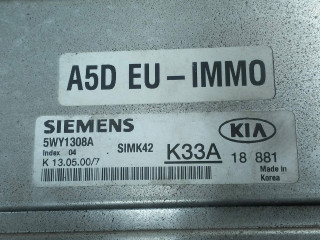 A5D EU-IMMO
SIEMENS
5WY1308A
Index 04 SIMK42
K 13.05.00/7
K33A
KIA
18 881
Made in
Korea